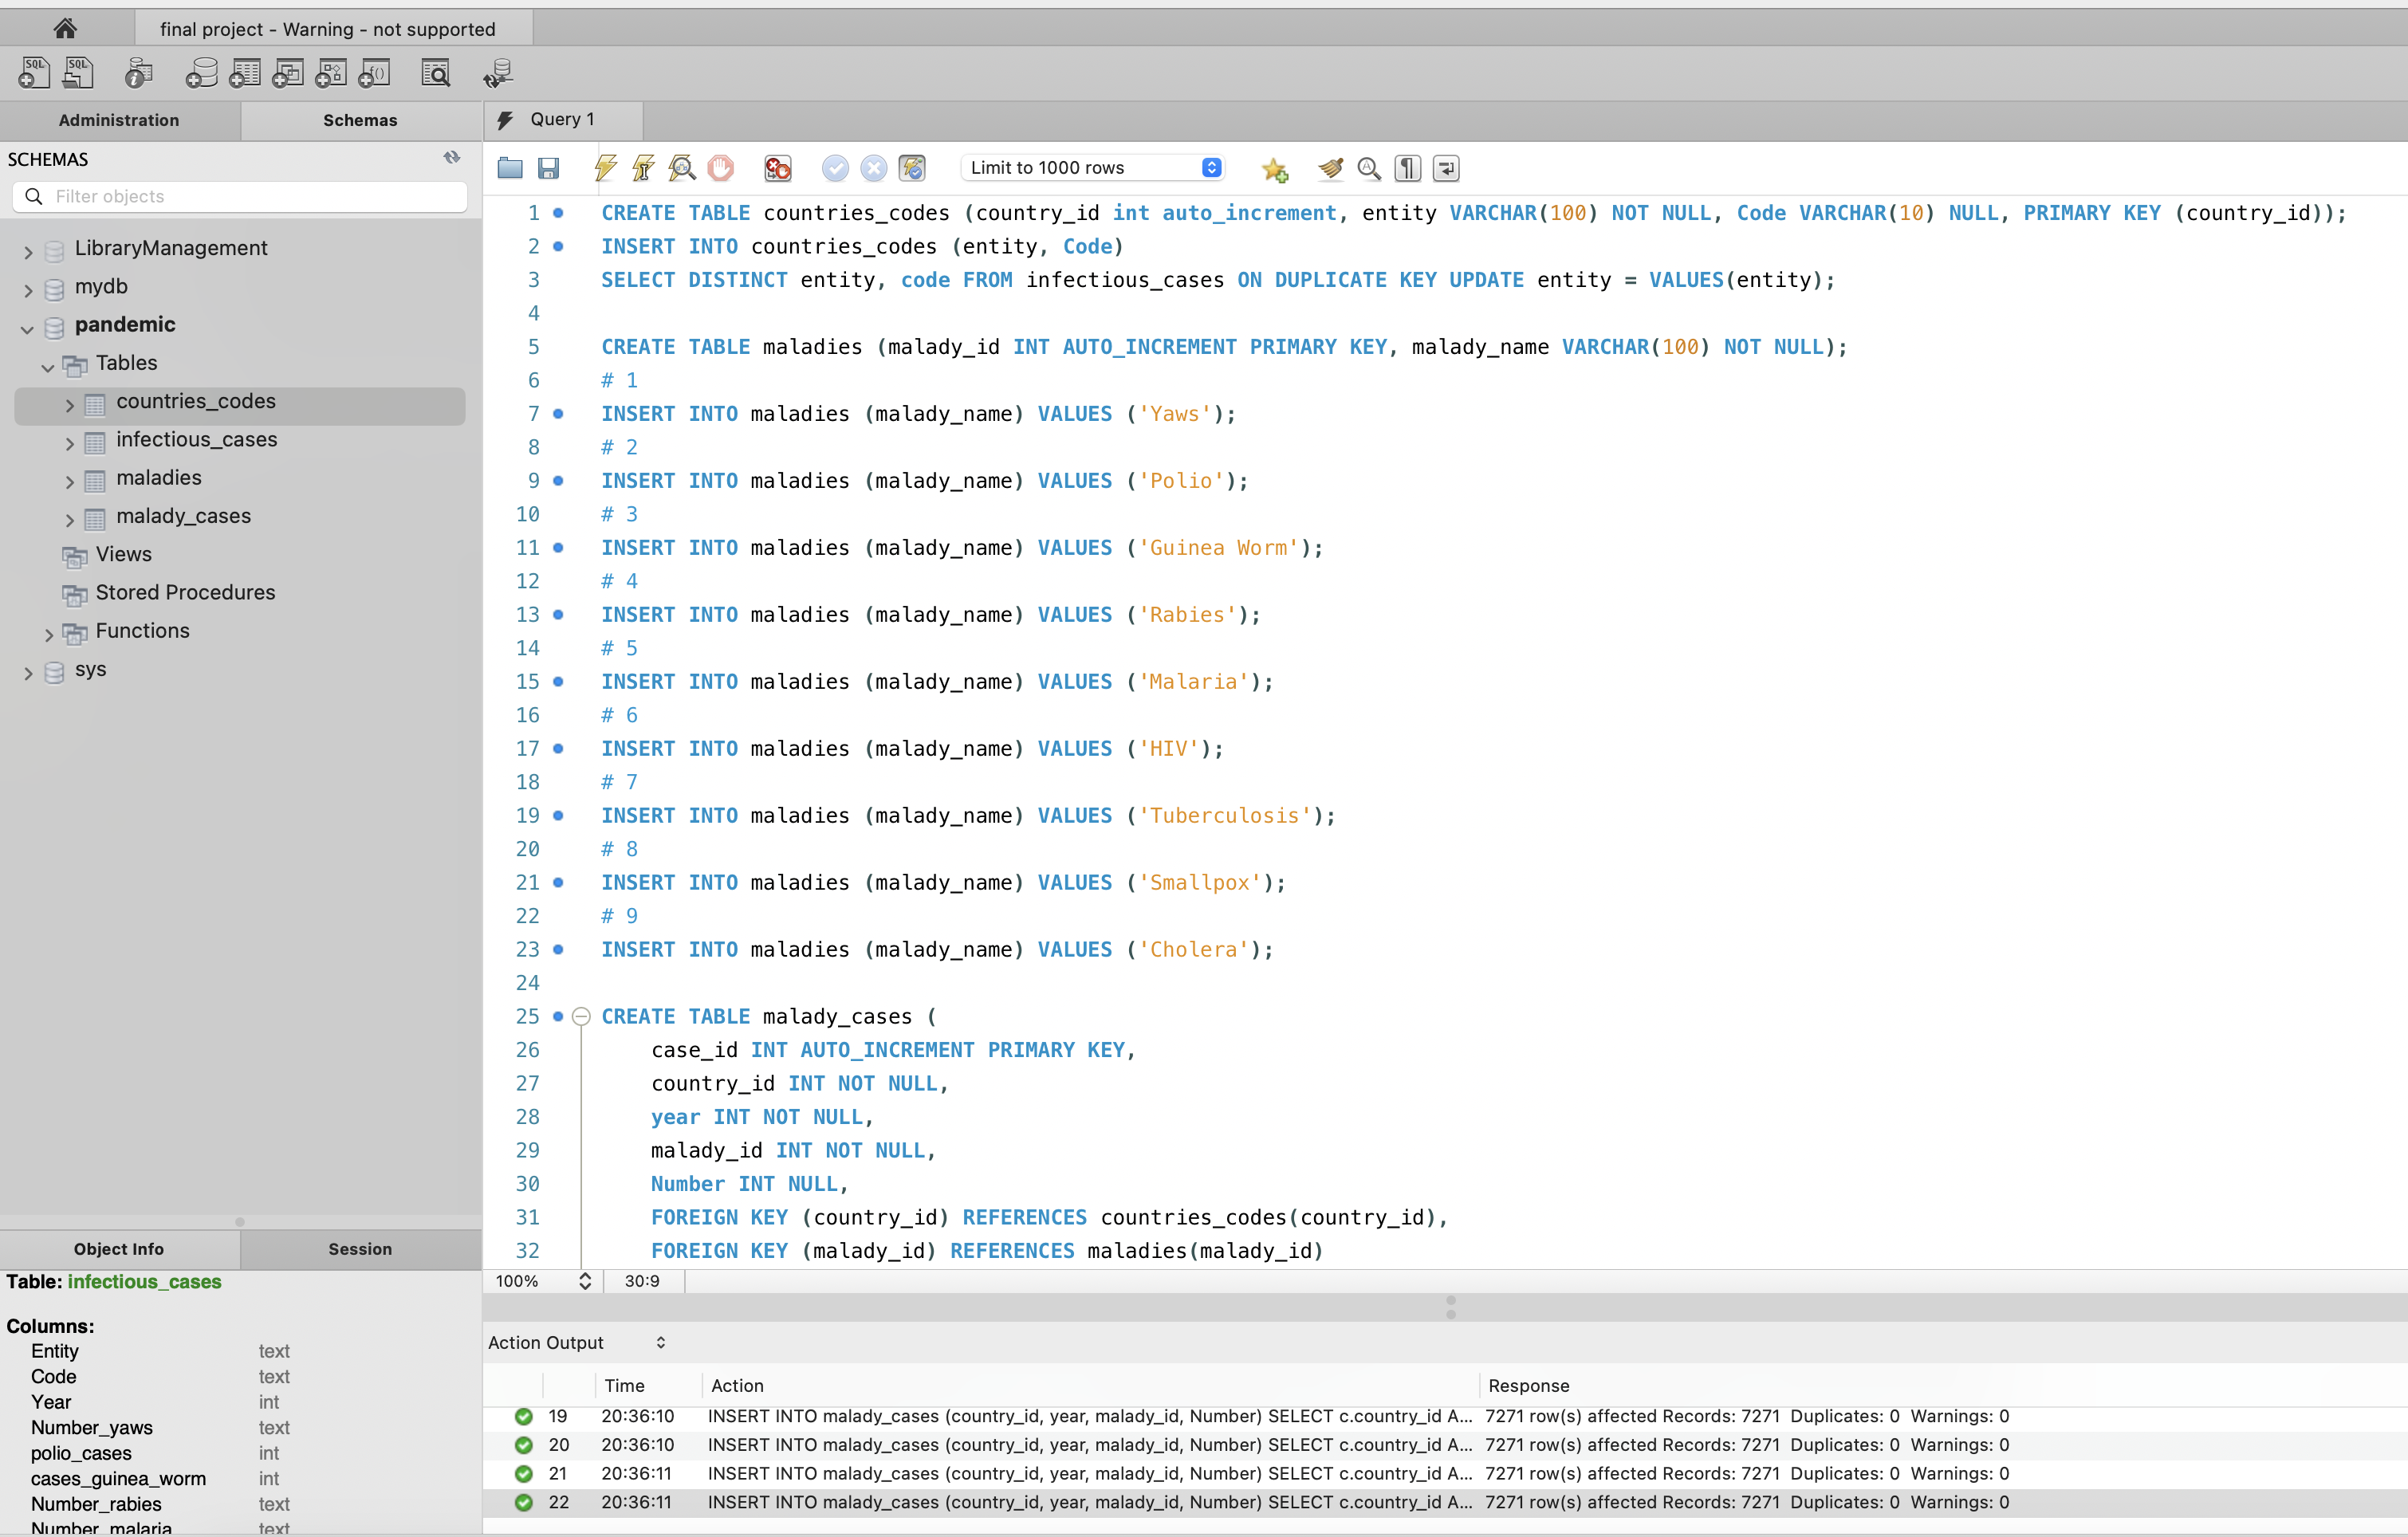 final project - Warning - not supported
SQL
SQL
Administration
Schemas
Query 1
SCHEMAS
Filter objects
LibraryManagement
mydb
pandemic
Tables
countries_codes
infectious_cases
maladies
malady_cases
Views
Stored Procedures
Functions
sys
Limit to 1000 rows
1 CREATE TABLE countries_codes (country_id int auto_increment, entity VARCHAR(100) NOT NULL, Code VARCHAR(10) NULL, PRIMARY KEY (country_id));
2 INSERT INTO countries_codes (entity, Code)
3 SELECT DISTINCT entity, code FROM infectious_cases ON DUPLICATE KEY UPDATE entity = VALUES(entity);
4
5 CREATE TABLE maladies (malady_id INT AUTO_INCREMENT PRIMARY KEY, malady_name VARCHAR(100) NOT NULL);
6 # 1
7 INSERT INTO maladies (malady_name) VALUES ('Yaws');
8 # 2
9 INSERT INTO maladies (malady_name) VALUES ('Polio');
10 # 3
11 INSERT INTO maladies (malady_name) VALUES ('Guinea Worm');
12 # 4
13 INSERT INTO maladies (malady_name) VALUES ('Rabies');
14 # 5
15 INSERT INTO maladies (malady_name) VALUES ('Malaria');
16 # 6
17 INSERT INTO maladies (malady_name) VALUES ('HIV');
18 # 7
19 INSERT INTO maladies (malady_name) VALUES ('Tuberculosis');
20 # 8
21 INSERT INTO maladies (malady_name) VALUES ('Smallpox');
22 # 9
23 INSERT INTO maladies (malady_name) VALUES ('Cholera');
24
25 CREATE TABLE malady_cases (
26 case_id INT AUTO_INCREMENT PRIMARY KEY,
27 country_id INT NOT NULL,
28 year INT NOT NULL,
29 malady_id INT NOT NULL,
30 Number INT NULL,
31 FOREIGN KEY (country_id) REFERENCES countries_codes(country_id),
32 FOREIGN KEY (malady_id) REFERENCES maladies(malady_id)
100% 30:9
Object Info Session
Table: infectious_cases
Columns:
Entity text
Code text
Year int
Number_yaws text
polio_cases int
cases_guinea_worm int
Number_rabies text
Number_malaria text
Action Output
Time Action Response
19 20:36:10 INSERT INTO malady_cases (country_id, year, malady_id, Number) SELECT c.country_id A... 7271 row(s) affected Records: 7271 Duplicates: 0 Warnings: 0
20 20:36:10 INSERT INTO malady_cases (country_id, year, malady_id, Number) SELECT c.country_id A... 7271 row(s) affected Records: 7271 Duplicates: 0 Warnings: 0
21 20:36:11 INSERT INTO malady_cases (country_id, year, malady_id, Number) SELECT c.country_id A... 7271 row(s) affected Records: 7271 Duplicates: 0 Warnings: 0
22 20:36:11 INSERT INTO malady_cases (country_id, year, malady_id, Number) SELECT c.country_id A... 7271 row(s) affected Records: 7271 Duplicates: 0 Warnings: 0